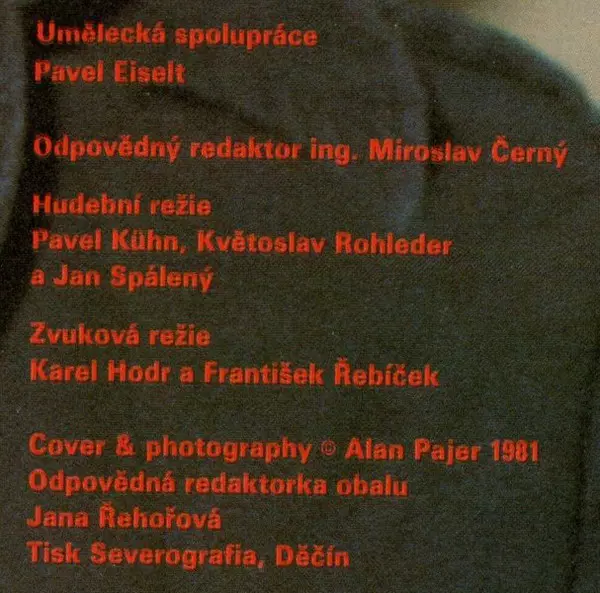 Umělecká spolupráce
Pavel Eiselt
Odpovědný redaktor ing. Miroslav Černý
Hudební režie
Pavel Kühn, Květoslav Rohleder
a Jan Spálený
Zvuková režie
Karel Hodr a František Řebíček
Cover & photography © Alan Pajer 1981
Odpovědná redaktorka obalu
Jana Řehořová
Tisk Severografia, Děčín